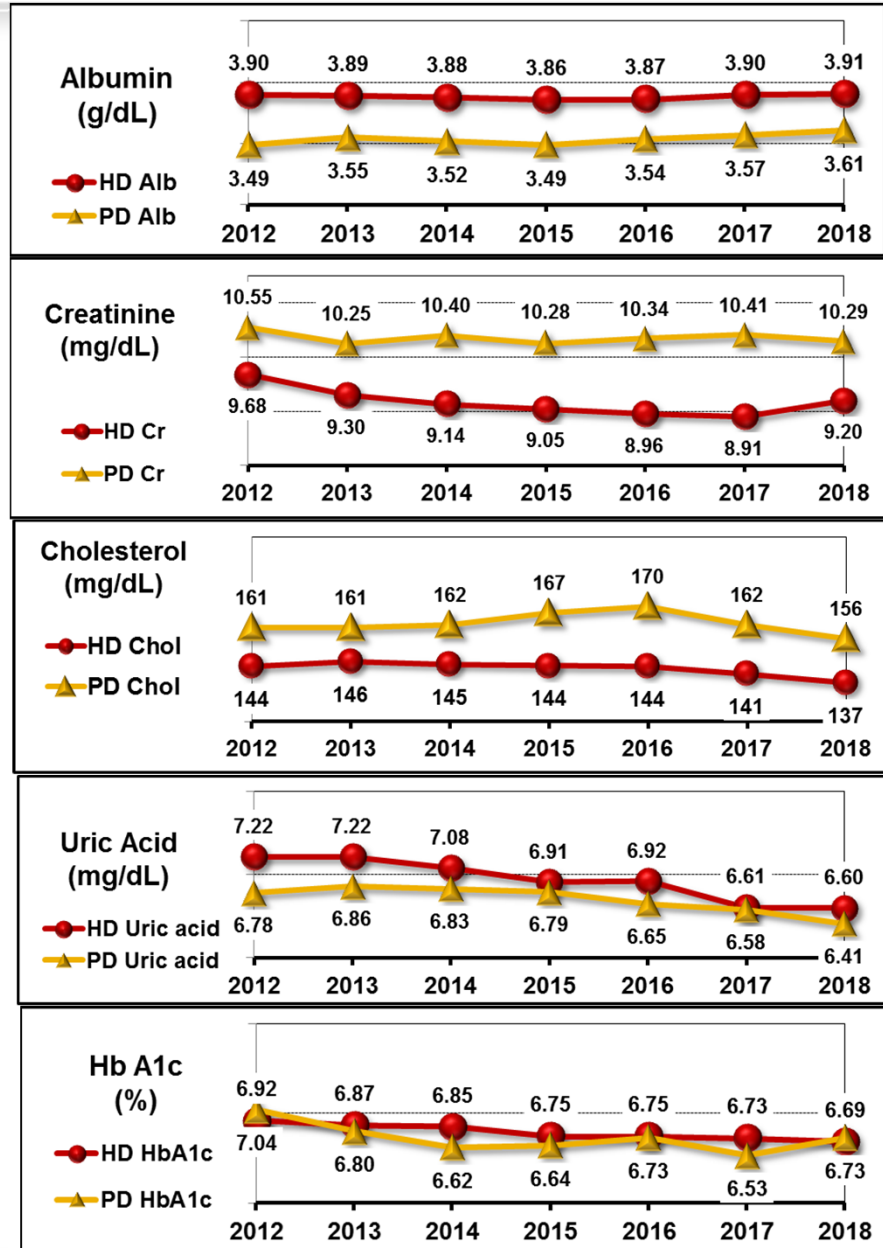 Albumin
(g/dL)
HD Alb
PD Alb
3.90 3.89 3.88 3.86 3.87 3.90 3.91
3.49 3.55 3.52 3.49 3.54 3.57 3.61
2012 2013 2014 2015 2016 2017 2018
Creatinine
(mg/dL)
HD Cr
PD Cr
10.55 10.25 10.40 10.28 10.34 10.41 10.29
9.68 9.30 9.14 9.05 8.96 8.91 9.20
2012 2013 2014 2015 2016 2017 2018
Cholesterol
(mg/dL)
HD Chol
PD Chol
161 161 162 167 170 162 156
144 146 145 144 144 141 137
2012 2013 2014 2015 2016 2017 2018
Uric Acid
(mg/dL)
HD Uric acid
PD Uric acid
7.22 7.22 7.08 6.91 6.92 6.61 6.60
6.78 6.86 6.83 6.79 6.65 6.58 6.41
2012 2013 2014 2015 2016 2017 2018
Hb A1c
(%)
HD HbA1c
PD HbA1c
6.92 6.87 6.85 6.75 6.75 6.73 6.69
7.04 6.80 6.62 6.64 6.73 6.53 6.73
2012 2013 2014 2015 2016 2017 2018